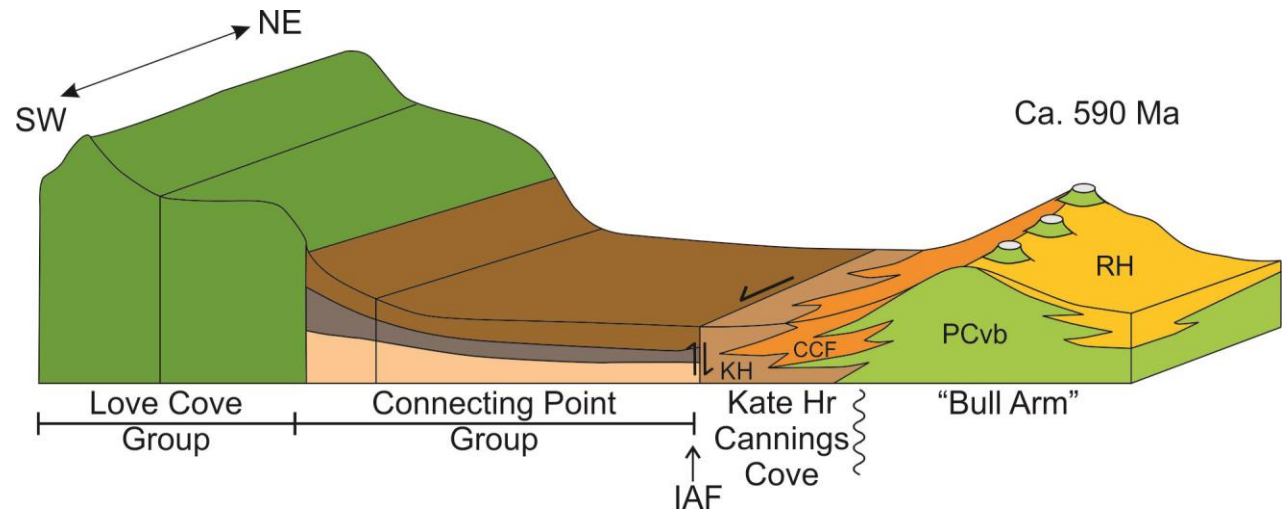 NE
SW
Ca. 590 Ma
RH
PCvb
CCF
KH
Love Cove
Group
Connecting Point
Group
Kate Hr
Cannings
Cove
“Bull Arm”
IAF